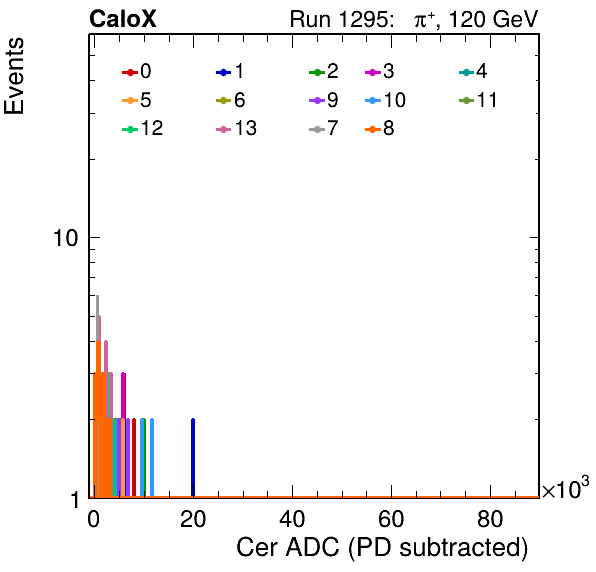 CaloX Run 1295: π⁺, 120 GeV
Events
0 1 2 3 4
5 6 9 10 11
12 13 7 8
10
1
×10³
0 20 40 60 80
Cer ADC (PD subtracted)